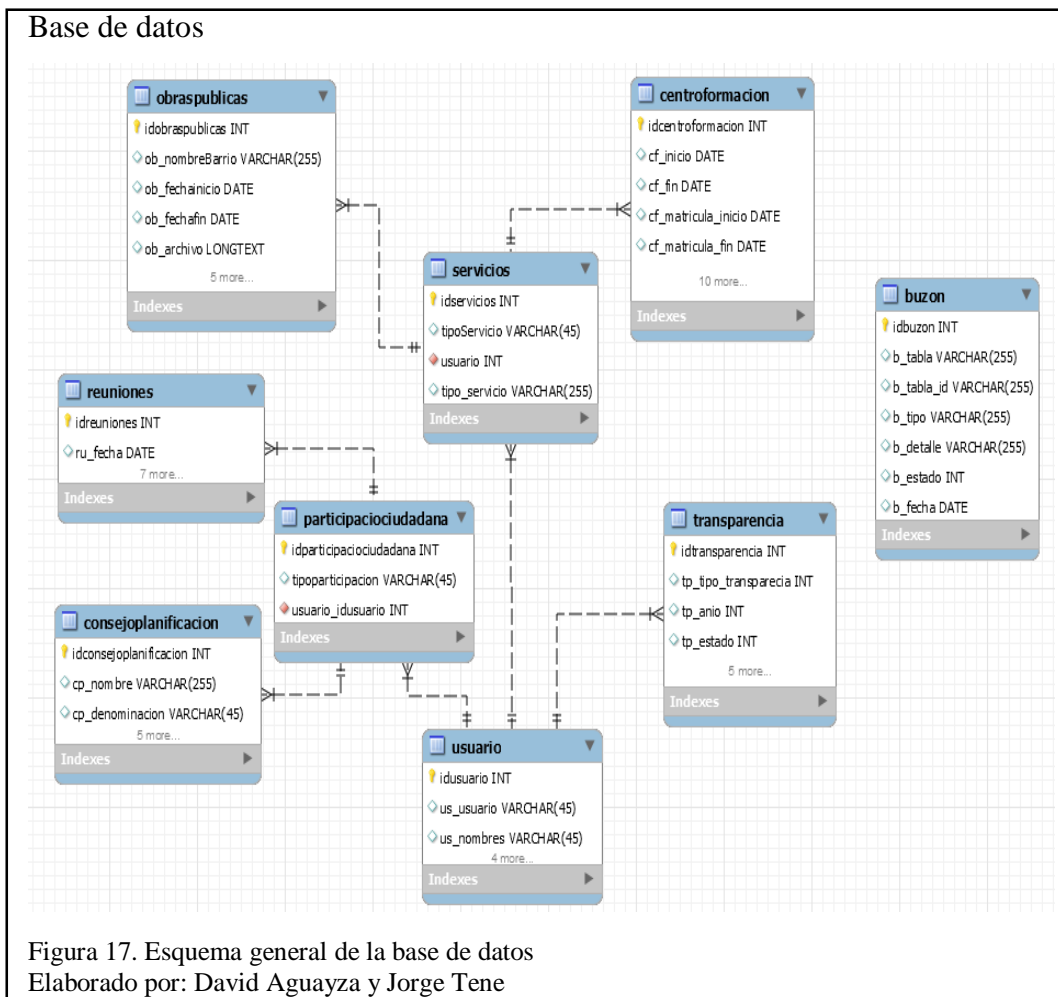 Base de datos
obraspublicas
idobraspublicas INT
ob_nombreBarrio VARCHAR(255)
ob_fechainicio DATE
ob_fechafin DATE
ob_archivo LONGTEXT
5 more...
Indexes
centroformacion
idcentroformacion INT
cf_inicio DATE
cf_fin DATE
cf_matricula_inicio DATE
cf_matricula_fin DATE
10 more...
Indexes
servicios
idservicios INT
tipoServicio VARCHAR(45)
usuario INT
tipo_servicio VARCHAR(255)
Indexes
buzon
idbuzon INT
b_tabla VARCHAR(255)
b_tabla_id VARCHAR(255)
b_tipo VARCHAR(255)
b_detalle VARCHAR(255)
b_estado INT
b_fecha DATE
Indexes
reuniones
idreuniones INT
ru_fecha DATE
7 more...
Indexes
participaciociudadana
idparticipaciociudadana INT
tipoparticipacion VARCHAR(45)
usuario_idusuario INT
Indexes
transparencia
idtransparencia INT
tp_tipo_transparecia INT
tp_anio INT
tp_estado INT
5 more...
Indexes
consejoplanificacion
idconsejoplanificacion INT
cp_nombre VARCHAR(255)
cp_denominacion VARCHAR(45)
5 more...
Indexes
usuario
idusuario INT
us_usuario VARCHAR(45)
us_nombres VARCHAR(45)
4 more...
Indexes
Figura 17. Esquema general de la base de datos
Elaborado por: David Aguayza y Jorge Tene